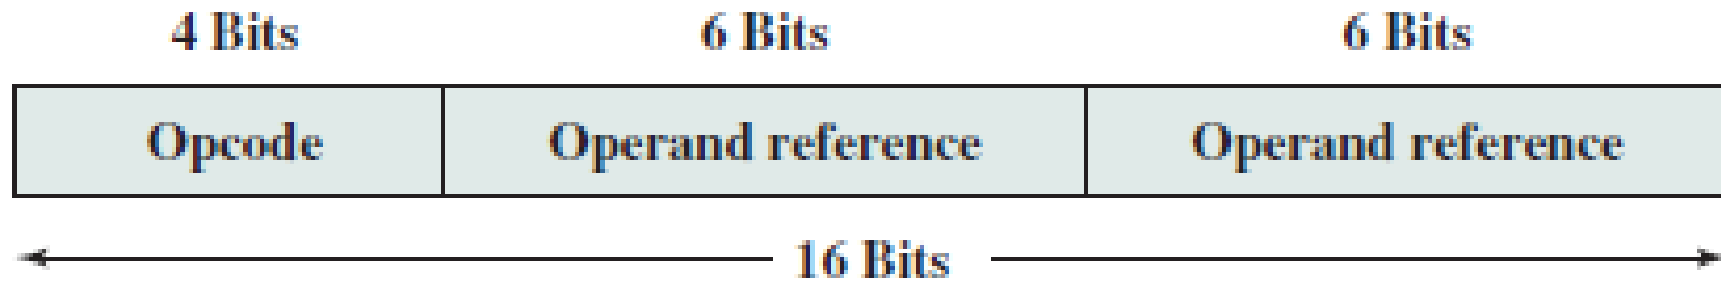 4 Bits 6 Bits 6 Bits
Opcode Operand reference Operand reference
16 Bits